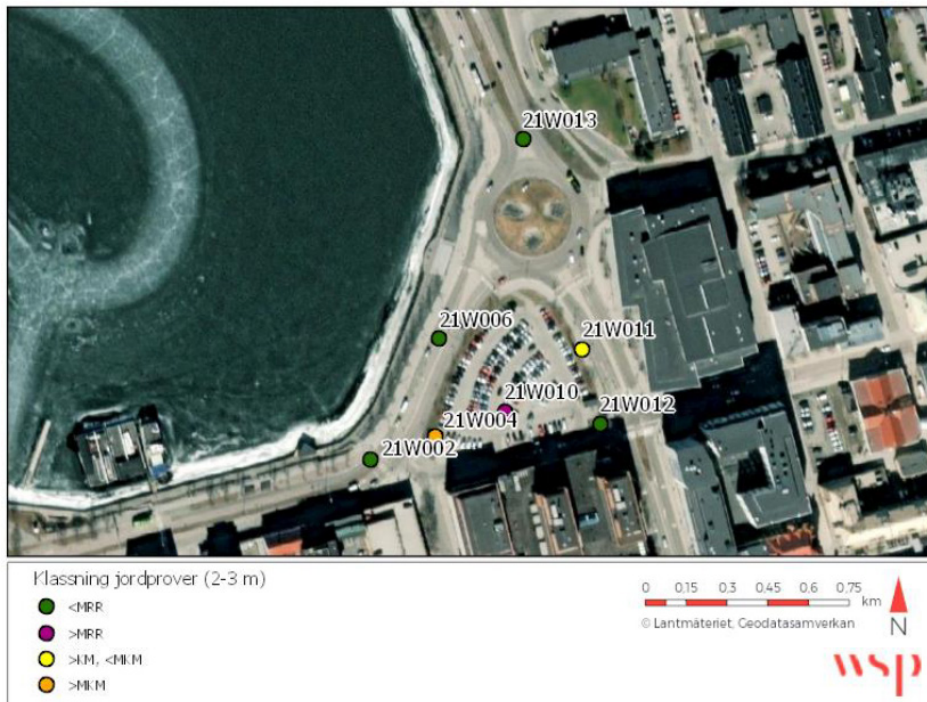 21W013
21W006
21W011
21W010
21W004
21W012
21W002
Klassning jordprover (2-3 m)
<MRR
>MRR
>KM, <MKM
>MKM
0 0,15 0,3 0,45 0,6 0,75
km
© Lantmäteriet, Geodatasamverkan
N
wsp